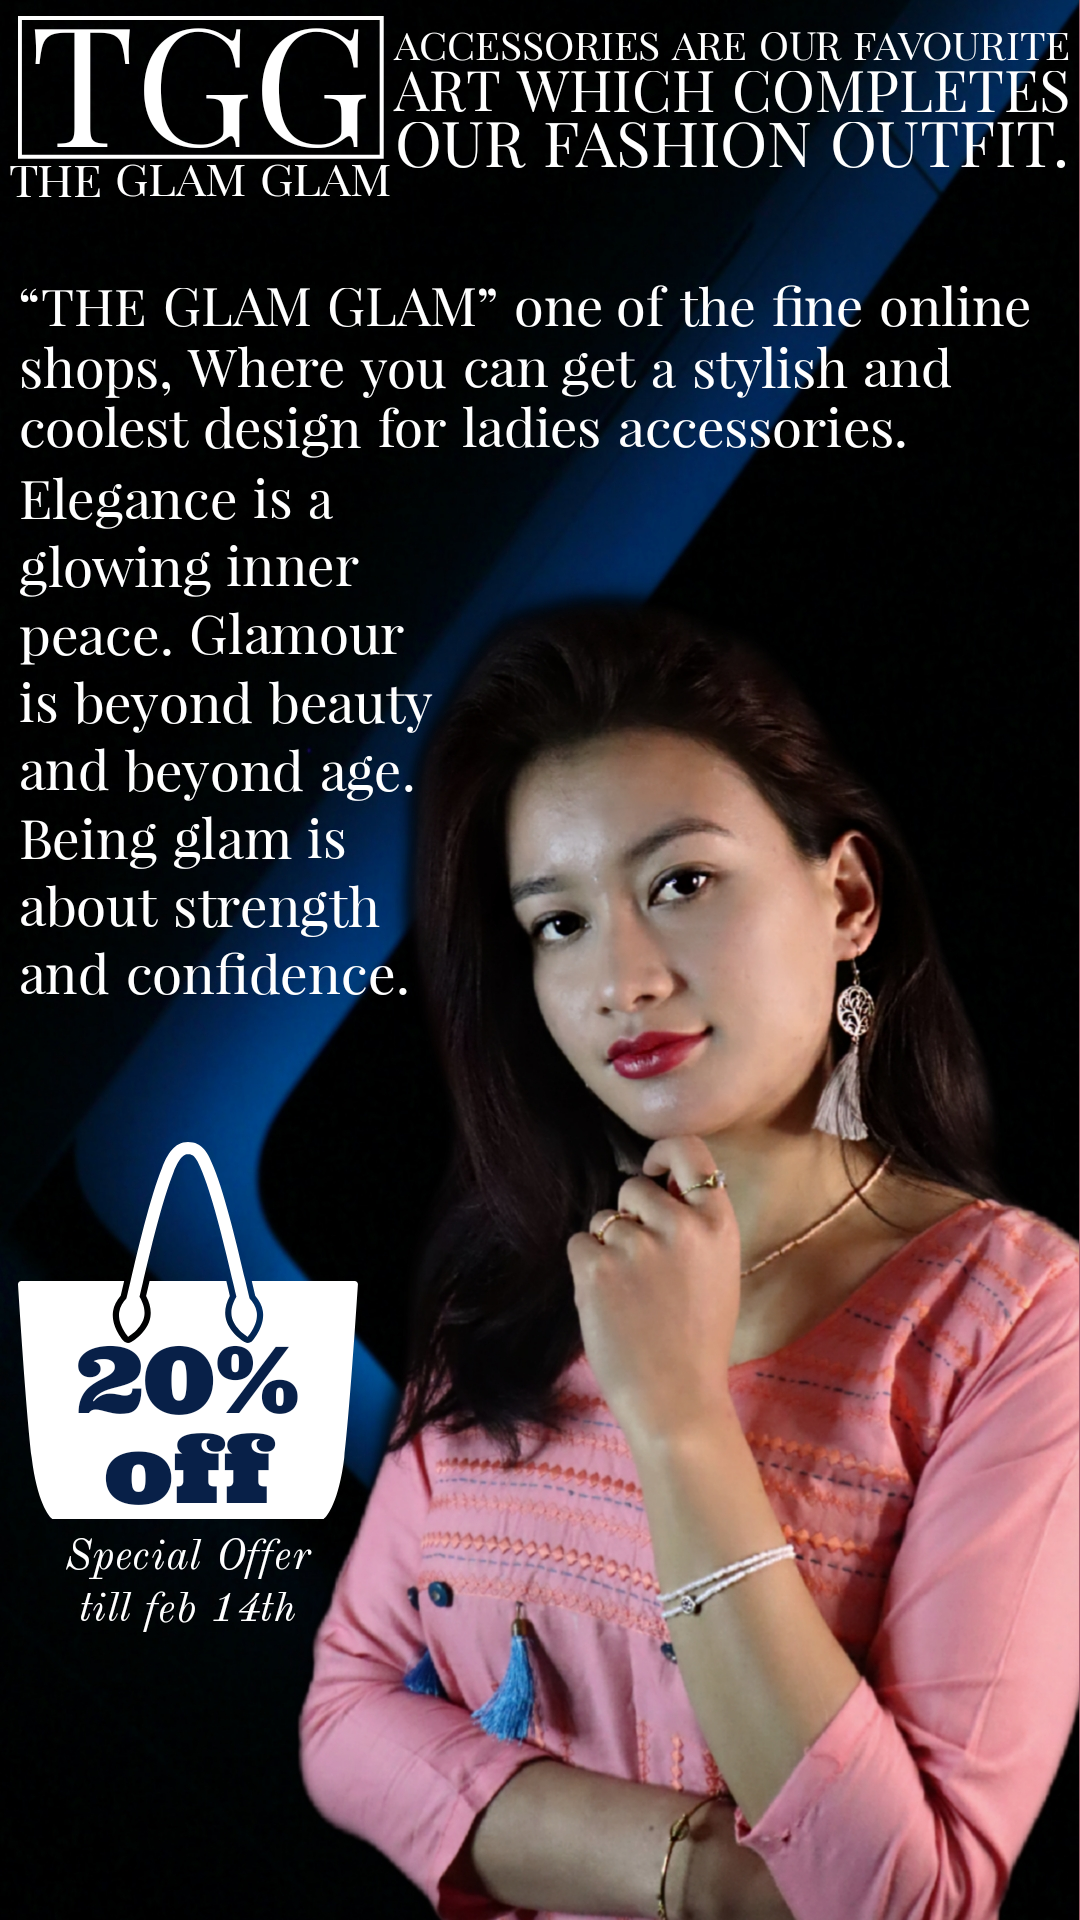 TGG
THE GLAM GLAM
ACCESSORIES ARE OUR FAVOURITE
ART WHICH COMPLETES
OUR FASHION OUTFIT.
“THE GLAM GLAM” one of the fine online
shops, Where you can get a stylish and
coolest design for ladies accessories.
Elegance is a
glowing inner
peace. Glamour
is beyond beauty
and beyond age.
Being glam is
about strength
and confidence.
20%
off
Special Offer
till feb 14th